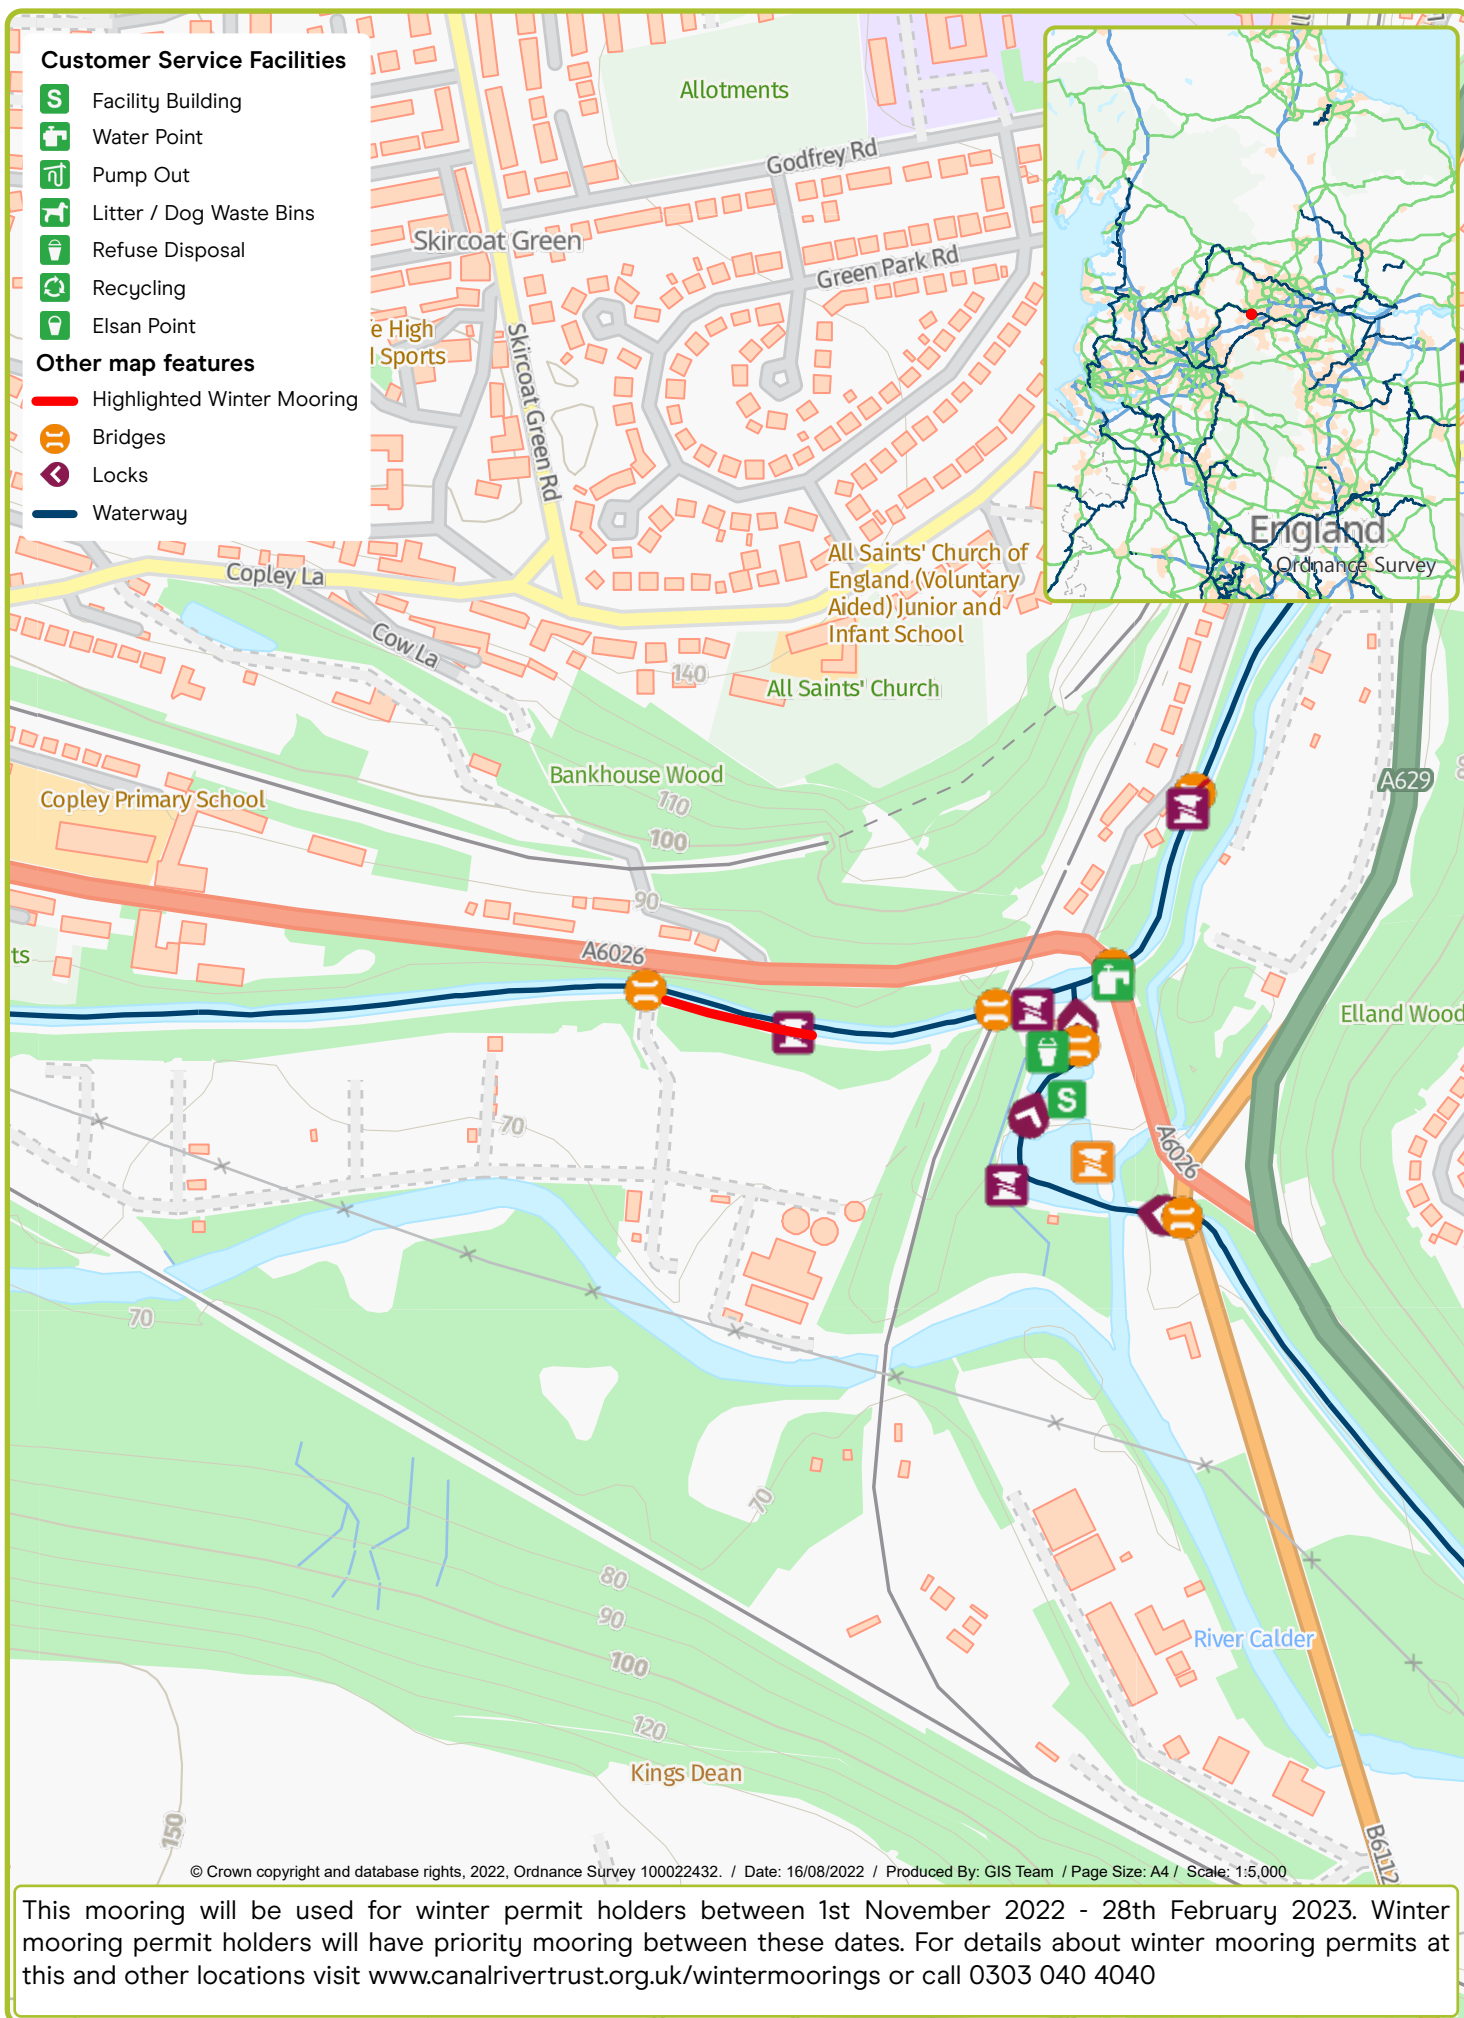 Customer Service Facilities
S Facility Building
Water Point
Pump Out
Litter / Dog Waste Bins
Refuse Disposal
Recycling
Elsan Point
Other map features
Highlighted Winter Mooring
Bridges
Locks
Waterway
Allotments
Godfrey Rd
Skircoat Green
Green Park Rd
e High
Sports
Skircoat Green Rd
England
Ordnance Survey
All Saints' Church of
England (Voluntary
Aided) Junior and
Infant School
Copley La
Cow La
140
All Saints' Church
Bankhouse Wood
110
100
A629
Copley Primary School
90
A6026
ts
Elland Wood
S
70
A6026
70
70
80
90
100
River Calder
120
Kings Dean
150
B6112
© Crown copyright and database rights, 2022, Ordnance Survey 100022432. / Date: 16/08/2022 / Produced By: GIS Team / Page Size: A4 / Scale: 1:5,000
This mooring will be used for winter permit holders between 1st November 2022 - 28th February 2023. Winter
mooring permit holders will have priority mooring between these dates. For details about winter mooring permits at
this and other locations visit www.canalrivertrust.org.uk/wintermoorings or call 0303 040 4040